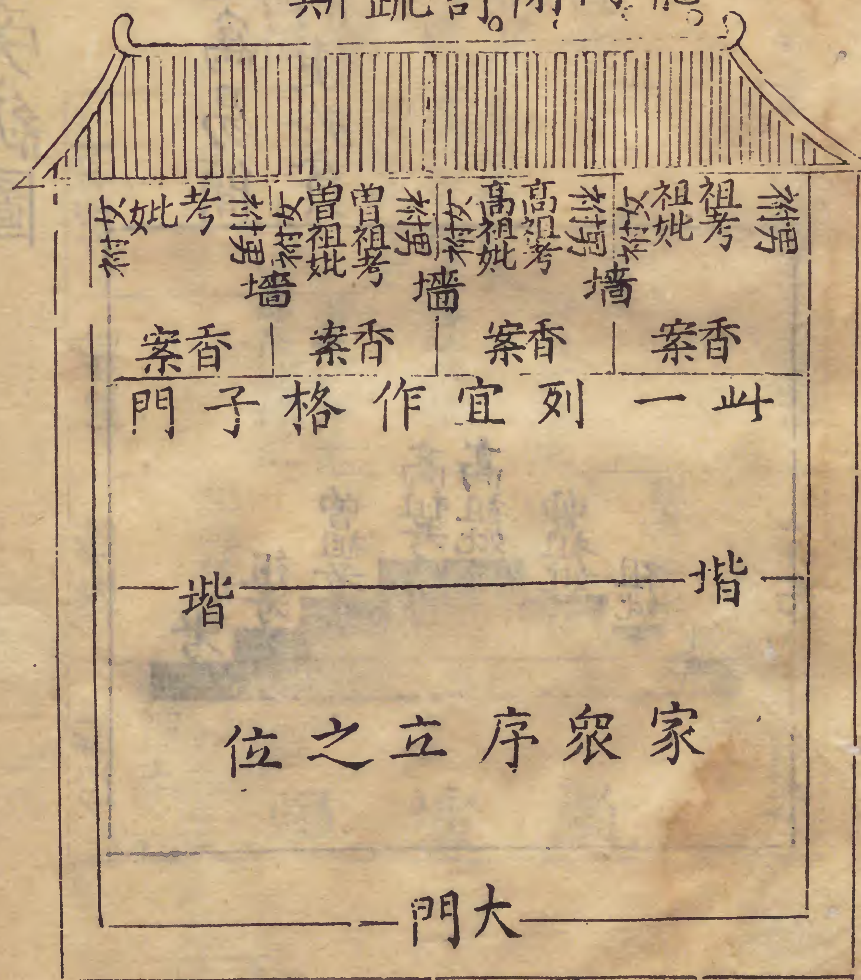 祔男
祖考
祖妣
祔女
墻
祔男
高祖考
高祖妣
祔女
墻
祔男
曾祖考
曾祖妣
祔女
墻
祔男
考
妣
祔女
香案
香案
香案
香案
此一列宜作格子門
堦
堦
家衆序立之位
大門